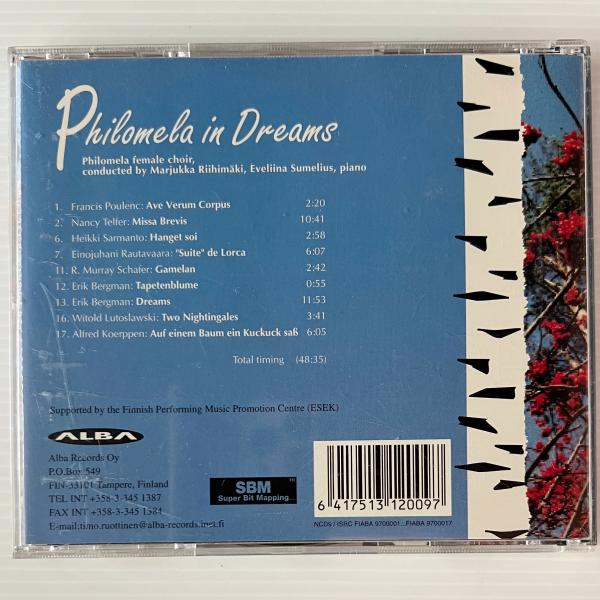 Philomela in Dreams
Philomela female choir,
conducted by Marjukka Riihimäki, Eveliina Sumelius, piano
1. Francis Poulenc: Ave Verum Corpus 2:20
2. Nancy Telfer: Missa Brevis 10:41
6. Heikki Sarmanto: Hanget soi 2:58
7. Einojuhani Rautavaara: "Suite" de Lorca 6:07
11. R. Murray Schafer: Gamelan 2:42
12. Erik Bergman: Tapetenblume 0:55
13. Erik Bergman: Dreams 11:53
16. Witold Lutoslawski: Two Nightingales 3:41
17. Alfred Koerppen: Auf einem Baum ein Kuckuck saß 6:05
Total timing (48:35)
Supported by the Finnish Performing Music Promotion Centre (ESEK)
ALBA
Alba Records Oy
P.O.Box 549
FIN-33101 Tampere, Finland
TEL INT +358-3-345 1387
FAX INT +358-3-345 1384
E-mail:timo.ruottinen@alba-records.inet.fi
SBM™
Super Bit Mapping
6 417513 120097
NCD9 / ISRC FIABA 9700001...FIABA 9700017